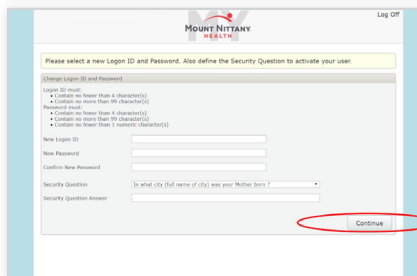 Log Off
MY
MOUNT NITTANY
HEALTH
Please select a new Logon ID and Password. Also define the Security Question to activate your user.
Change Logon ID and Password
Logon ID must:
• Contain no fewer than 4 character(s)
• Contain no more than 99 character(s)
Password must:
• Contain no fewer than 4 character(s)
• Contain no more than 99 character(s)
• Contain no fewer than 1 numeric character(s)
New Logon ID
New Password
Confirm New Password
Security Question In what city (full name of city) was your Mother born ?
Security Question Answer
Continue